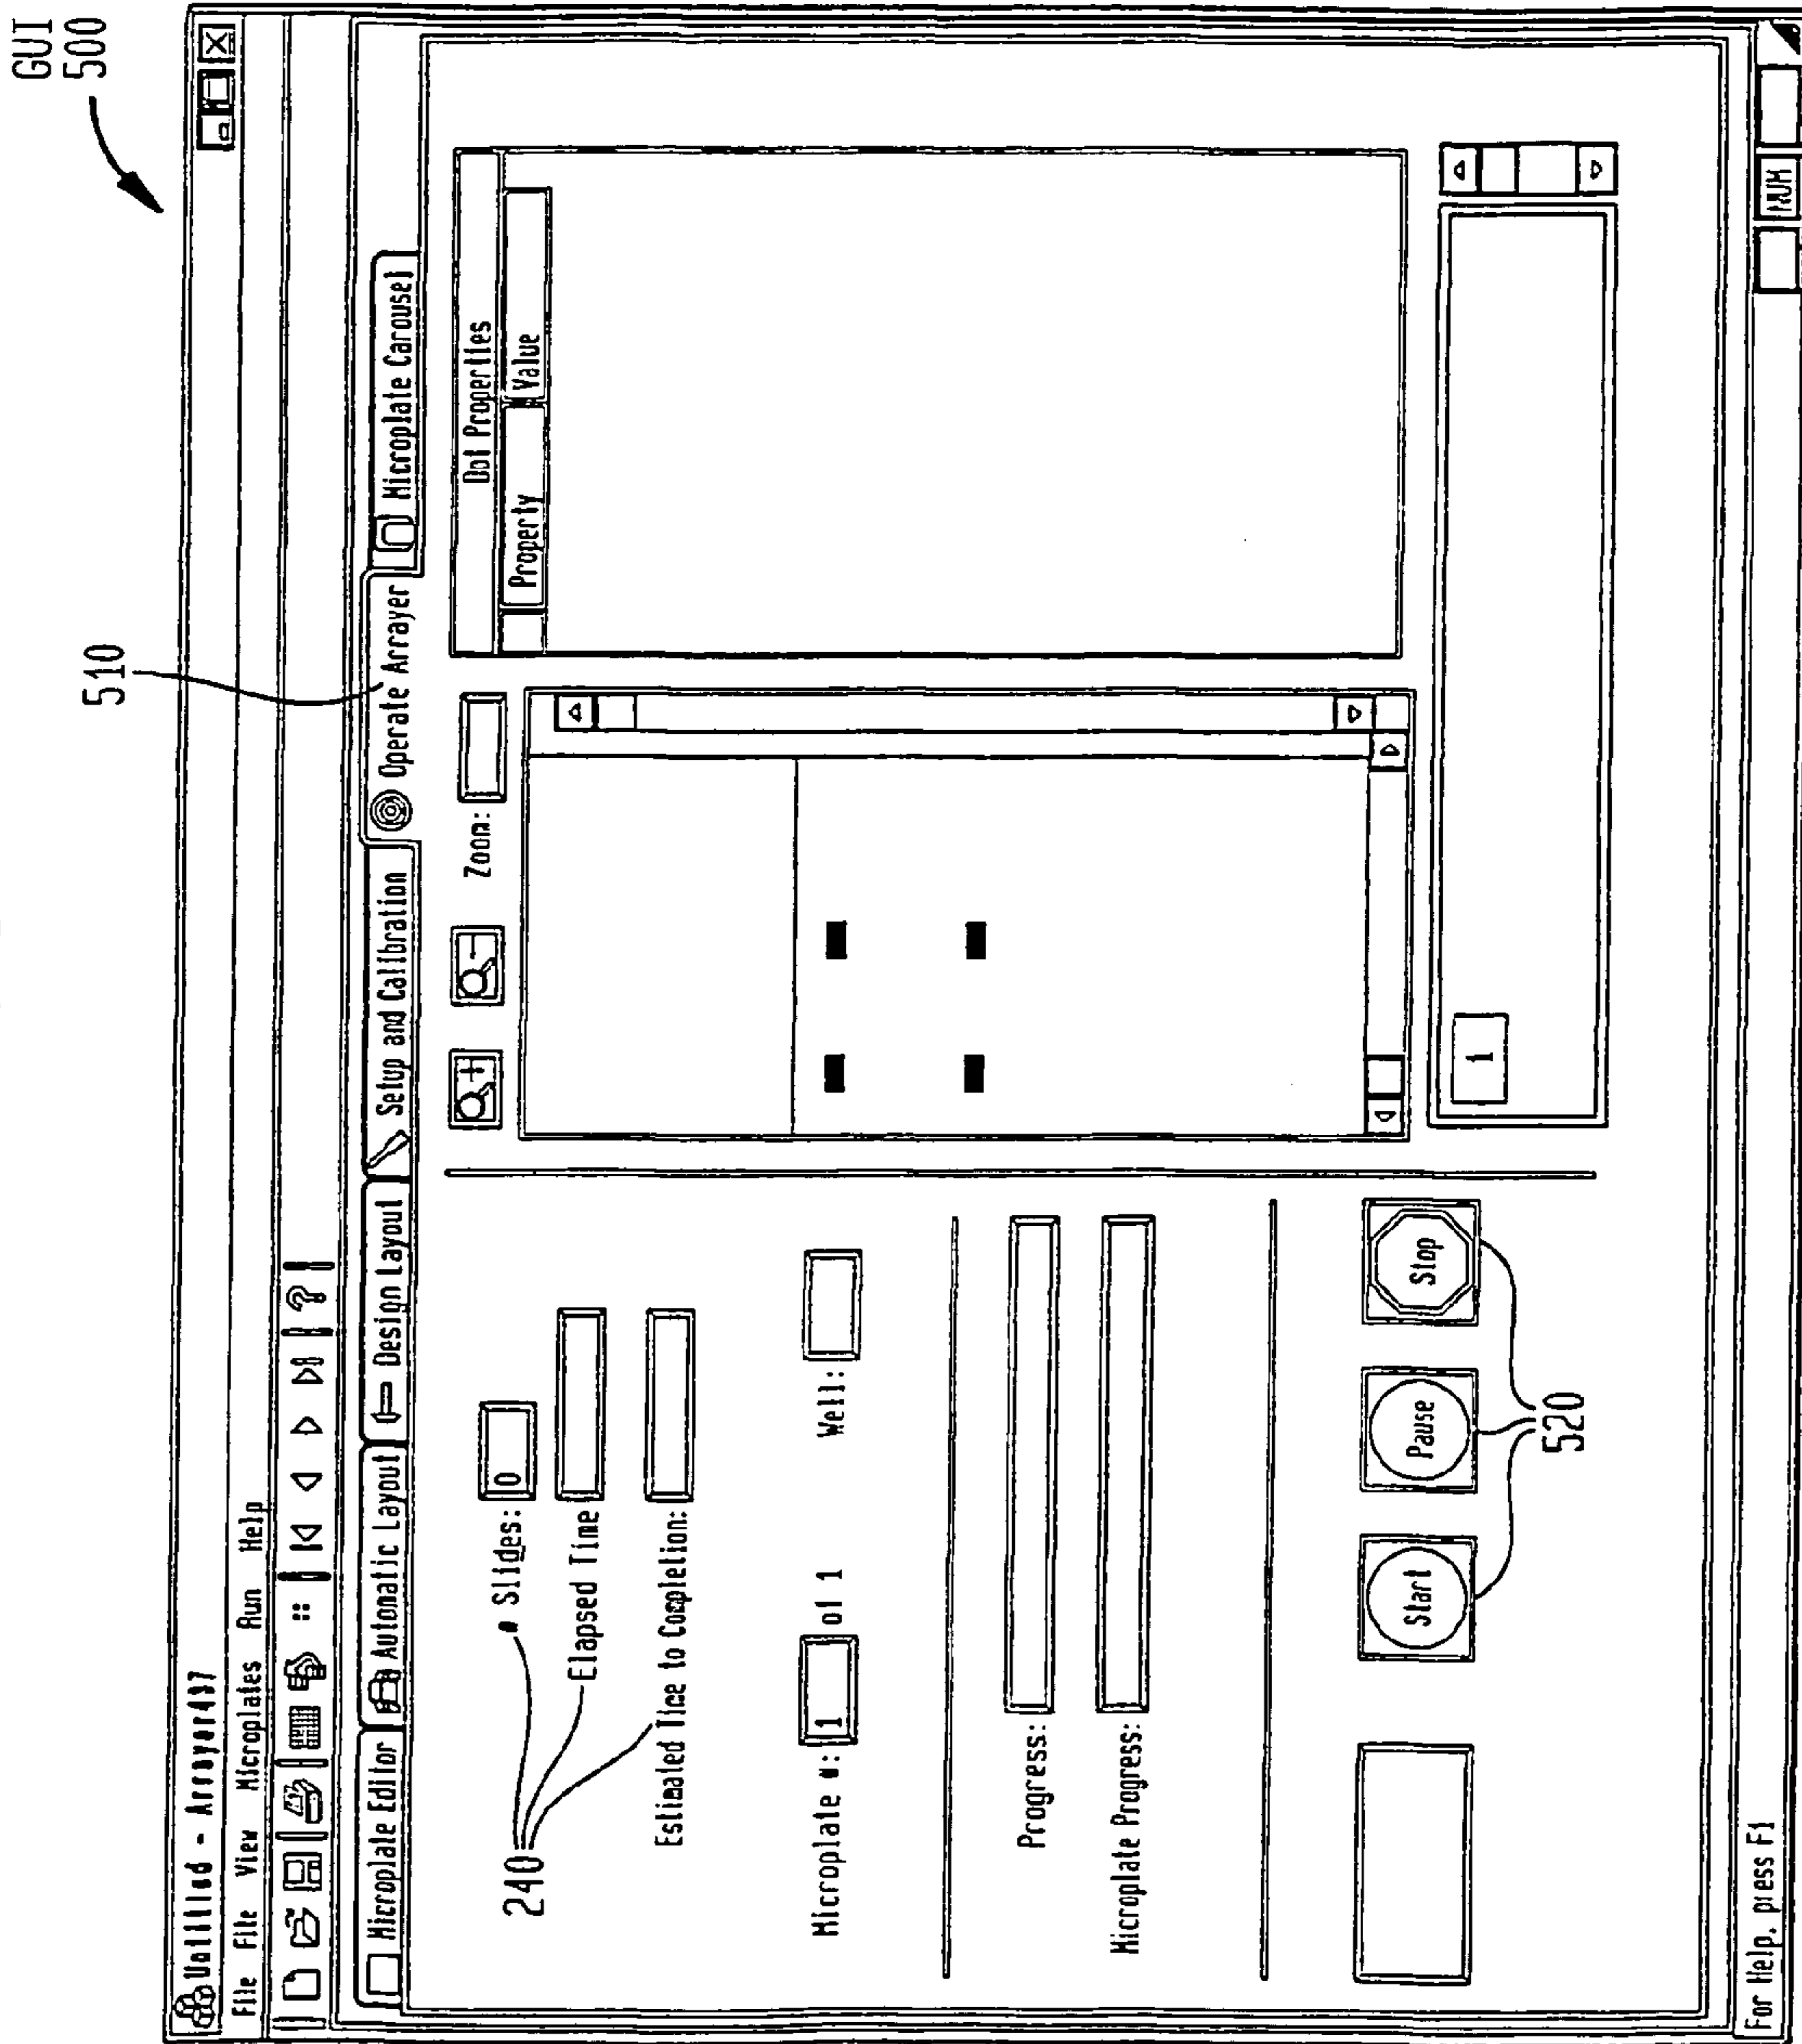 GUI
500
510
Untitled - Arrayer437
File File View Microplates Run Help
Microplate Editor Automatic Layout Design Layout Setup and Calibration Operate Arrayer Microplate Carousel
240
# Slides: 0
Elapsed Time
Estimated Time to Completion:
Microplate #: 1 of 1 Well:
Progress:
Microplate Progress:
Start Pause Stop
520
Zoom:
Dot Properties
Property Value
1
For Help, press F1
NUM